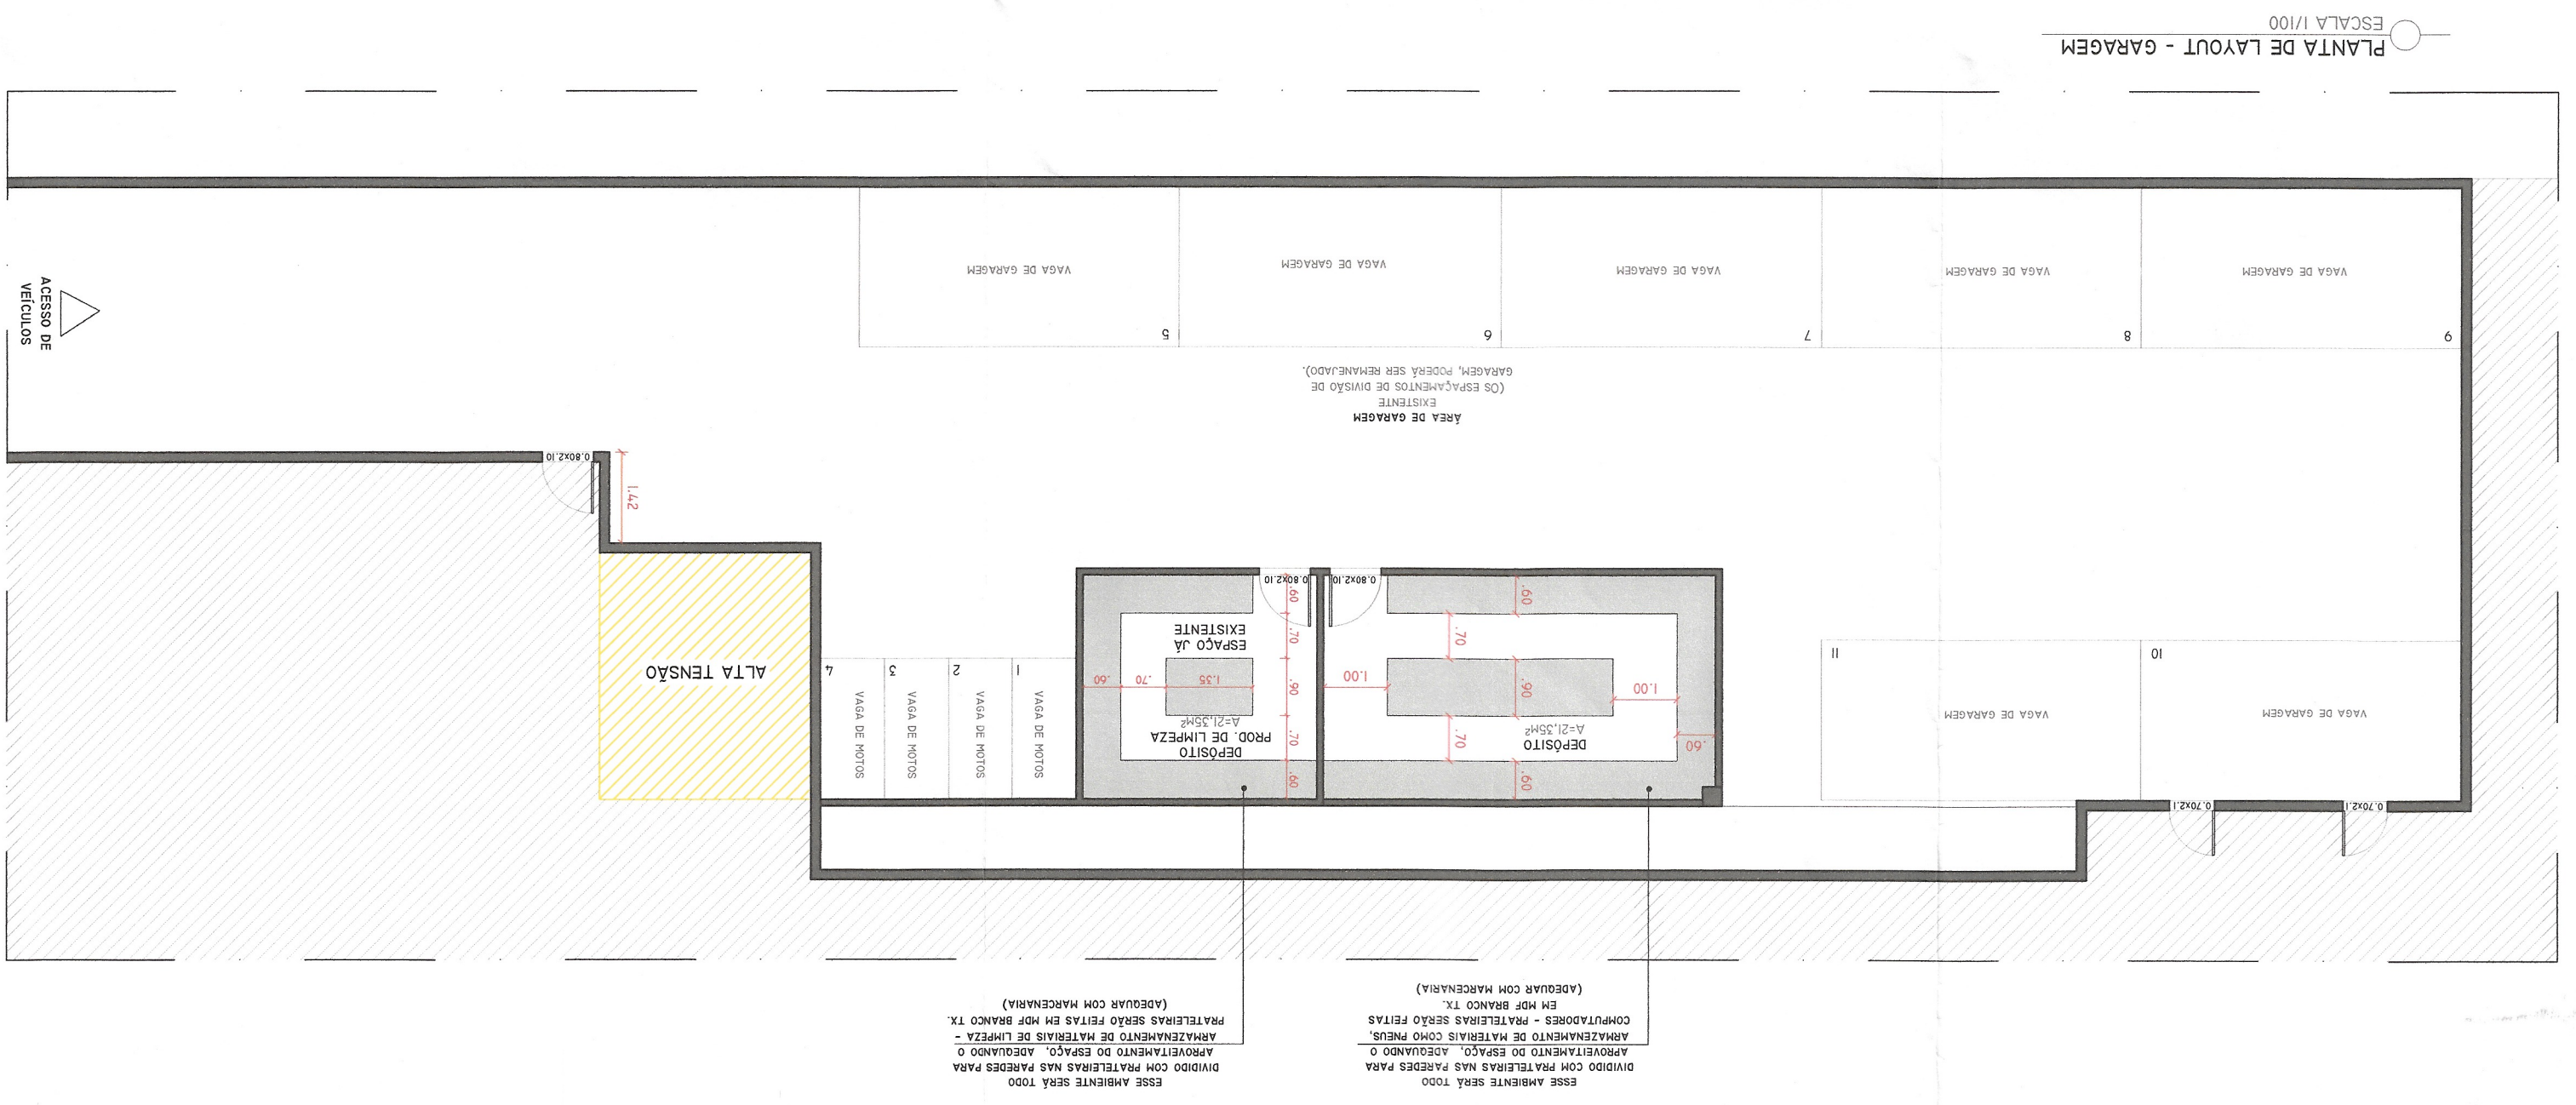 ESSE AMBIENTE SERÁ TODO
DIVIDIDO COM PRATELEIRAS NAS PAREDES PARA
APROVEITAMENTO DO ESPAÇO, ADEQUANDO O
ARMAZENAMENTO DE MATERIAIS COMO PNEUS,
COMPUTADORES - PRATELEIRAS SERÃO FEITAS
EM MDF BRANCO TX.
(ADEQUAR COM MARCENARIA)
ESSE AMBIENTE SERÁ TODO
DIVIDIDO COM PRATELEIRAS NAS PAREDES PARA
APROVEITAMENTO DO ESPAÇO, ADEQUANDO O
ARMAZENAMENTO DE MATERIAIS DE LIMPEZA -
PRATELEIRAS SERÃO FEITAS EM MDF BRANCO TX.
(ADEQUAR COM MARCENARIA)
0.70x2.1
0.70x2.1
VAGA DE GARAGEM
10
VAGA DE GARAGEM
11
.60
.60
.70
DEPÓSITO
A=21,35m²
1.00
.90
1.00
.70
.60
0.80x2.10
.60
.70
DEPÓSITO
PROD. DE LIMPEZA
A=21,35m²
.90
1.35
.70
.60
ESPAÇO JÁ
EXISTENTE
.70
.60
0.80x2.10
VAGA DE MOTOS
1
VAGA DE MOTOS
2
VAGA DE MOTOS
3
VAGA DE MOTOS
4
ALTA TENSÃO
1.42
0.80x2.10
ÁREA DE GARAGEM
EXISTENTE
(OS ESPAÇAMENTOS DE DIVISÃO DE
GARAGEM, PODERÁ SER REMANEJADO).
9
VAGA DE GARAGEM
8
VAGA DE GARAGEM
7
VAGA DE GARAGEM
6
VAGA DE GARAGEM
5
VAGA DE GARAGEM
ACESSO DE
VEÍCULOS
PLANTA DE LAYOUT - GARAGEM
ESCALA 1/100